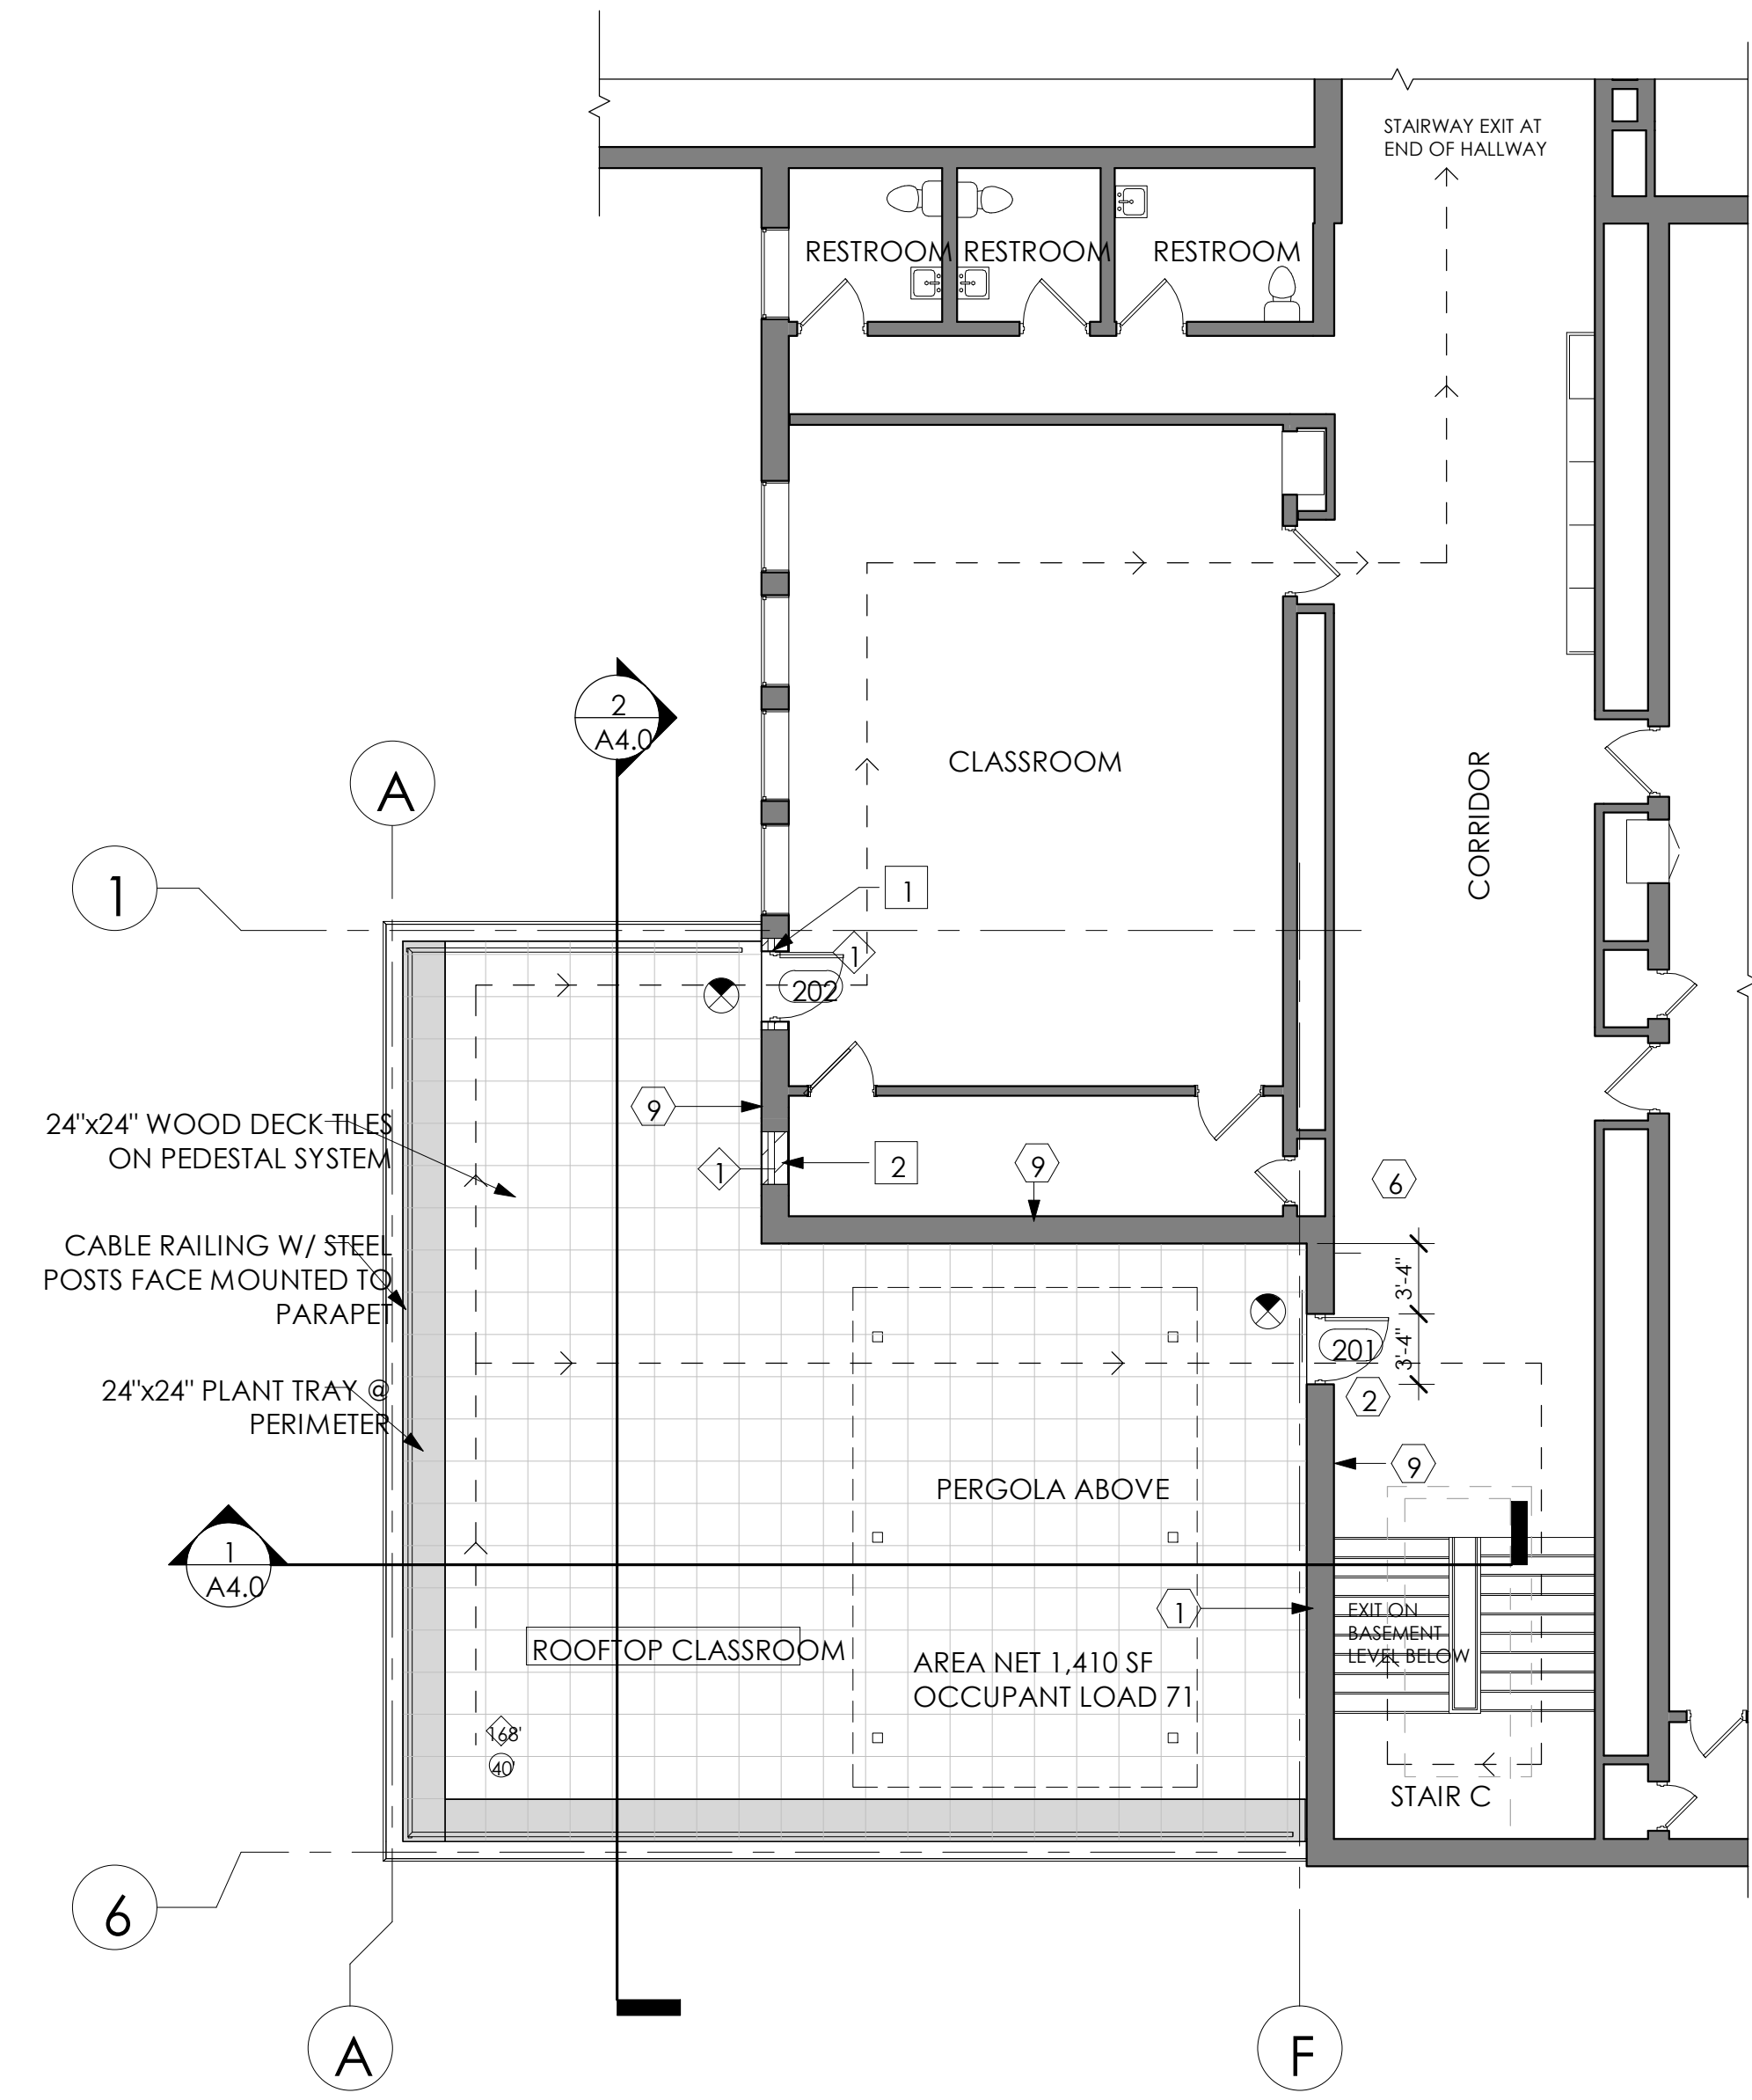 STAIRWAY EXIT AT
END OF HALLWAY
RESTROOM
RESTROOM
RESTROOM
2
A4.0
CLASSROOM
CORRIDOR
A
1
1
1
202
9
24"x24" WOOD DECK TILES
ON PEDESTAL SYSTEM
1
2
9
6
CABLE RAILING W/ STEEL
POSTS FACE MOUNTED TO
PARAPET
3'-4"
201
3'-4"
24"x24" PLANT TRAY @
PERIMETER
2
9
PERGOLA ABOVE
1
A4.0
1
EXIT ON
BASEMENT
LEVEL BELOW
ROOFTOP CLASSROOM
AREA NET 1,410 SF
OCCUPANT LOAD 71
168'
40'
STAIR C
6
A
F